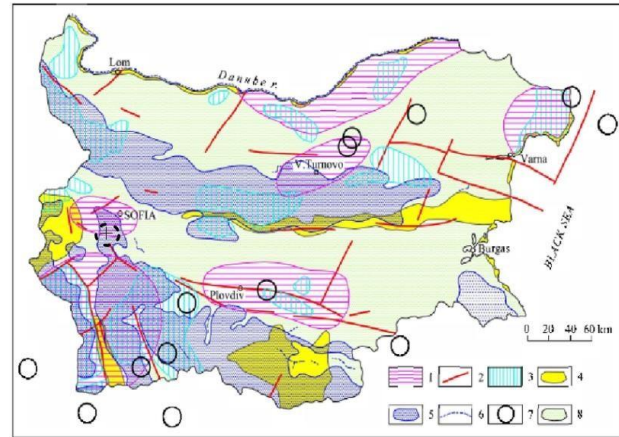 Lom
Danube r.
V.Turnovo
Varna
SOFIA
BLACK SEA
Burgas
Plovdiv
0 20 40 60 km
1 2 3 4
5 6 7 8